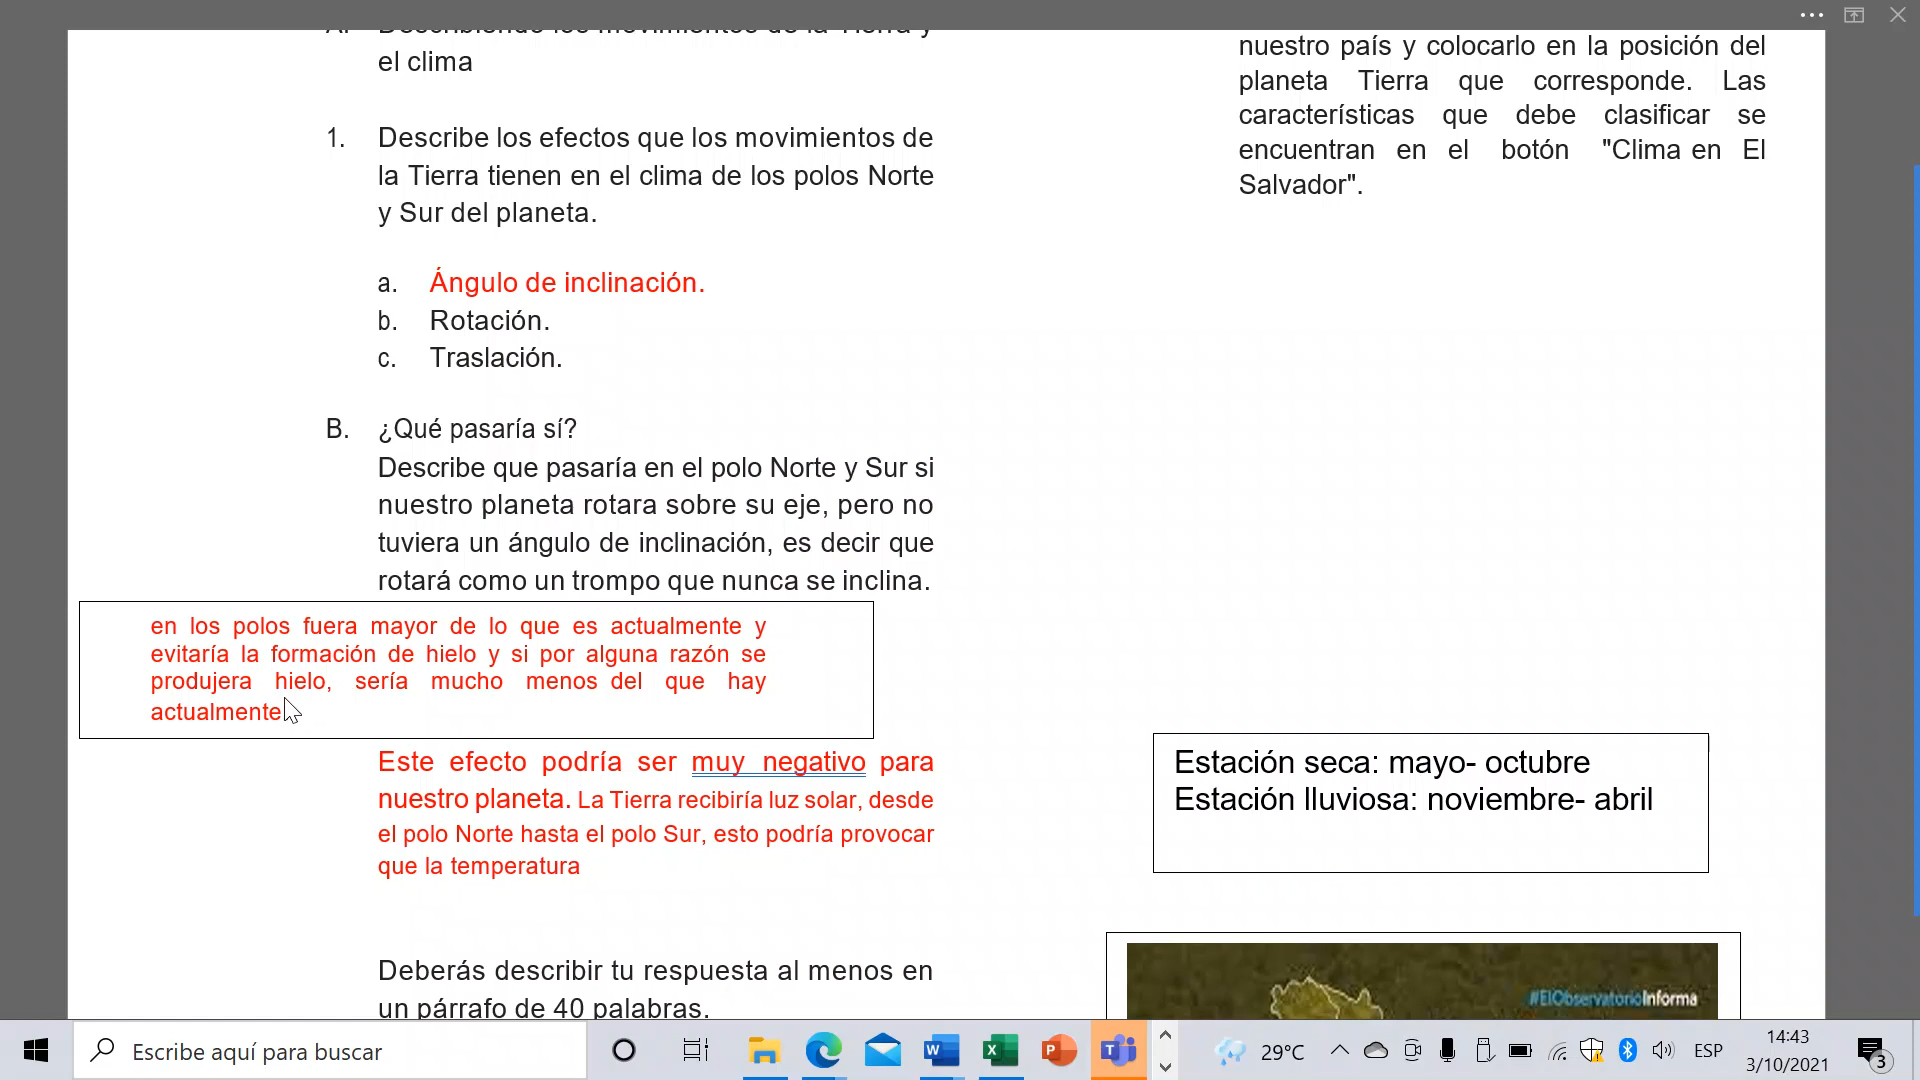 el clima
1. Describe los efectos que los movimientos de
la Tierra tienen en el clima de los polos Norte
y Sur del planeta.
a. Ángulo de inclinación.
b. Rotación.
c. Traslación.
B. ¿Qué pasaría sí?
Describe que pasaría en el polo Norte y Sur si
nuestro planeta rotara sobre su eje, pero no
tuviera un ángulo de inclinación, es decir que
rotará como un trompo que nunca se inclina.
en los polos fuera mayor de lo que es actualmente y
evitaría la formación de hielo y si por alguna razón se
produjera hielo, sería mucho menos del que hay
actualmente
Este efecto podría ser muy negativo para
nuestro planeta. La Tierra recibiría luz solar, desde
el polo Norte hasta el polo Sur, esto podría provocar
que la temperatura
Deberás describir tu respuesta al menos en
un párrafo de 40 palabras.
nuestro país y colocarlo en la posición del
planeta Tierra que corresponde. Las
características que debe clasificar se
encuentran en el botón "Clima en El
Salvador".
Estación seca: mayo- octubre
Estación lluviosa: noviembre- abril
#ElObservatorioInforma
Escribe aquí para buscar
29°C
ESP
14:43
3/10/2021
3